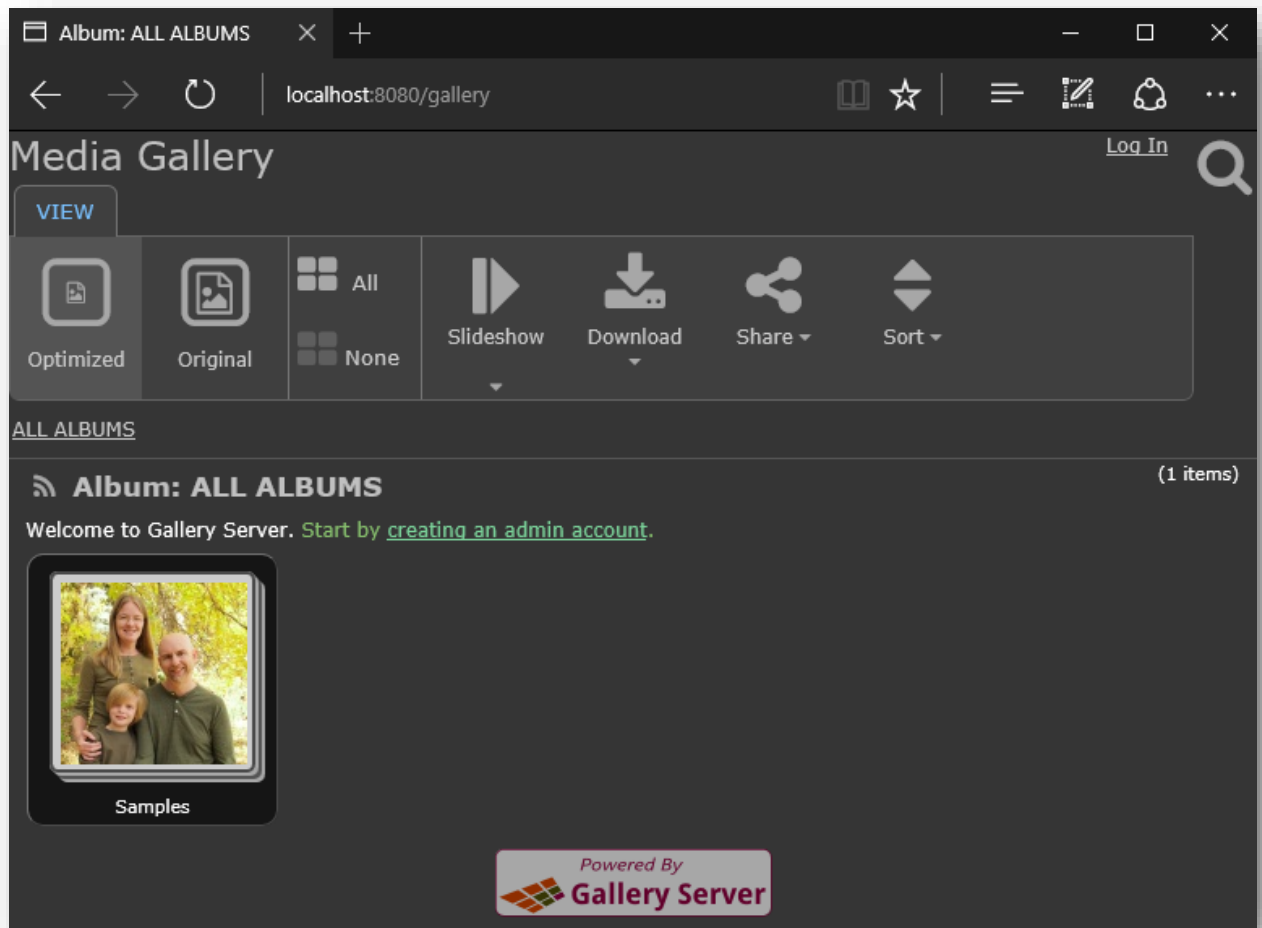 Album: ALL ALBUMS
localhost:8080/gallery
Media Gallery
Log In
VIEW
Optimized
Original
All
None
Slideshow
Download
Share
Sort
ALL ALBUMS
Album: ALL ALBUMS
(1 items)
Welcome to Gallery Server. Start by creating an admin account.
Samples
Powered By
Gallery Server